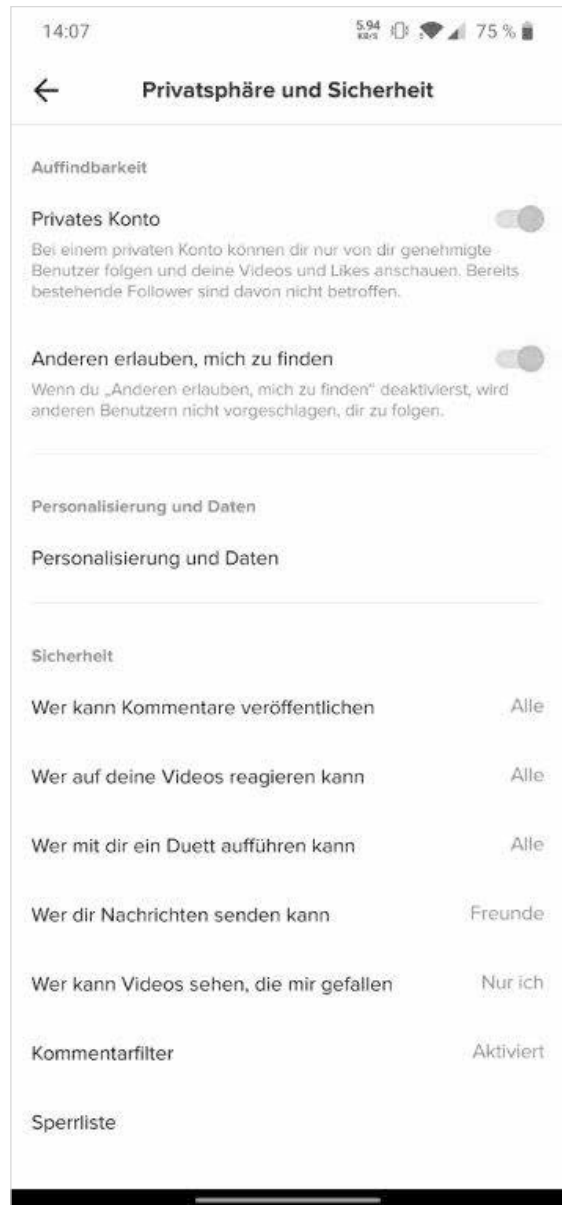 14:07
5.94 KB/S 75 %
Privatsphäre und Sicherheit
Auffindbarkeit
Privates Konto
Bei einem privaten Konto können dir nur von dir genehmigte
Benutzer folgen und deine Videos und Likes anschauen. Bereits
bestehende Follower sind davon nicht betroffen.
Anderen erlauben, mich zu finden
Wenn du „Anderen erlauben, mich zu finden“ deaktivierst, wird
anderen Benutzern nicht vorgeschlagen, dir zu folgen.
Personalisierung und Daten
Personalisierung und Daten
Sicherheit
Wer kann Kommentare veröffentlichen Alle
Wer auf deine Videos reagieren kann Alle
Wer mit dir ein Duett aufführen kann Alle
Wer dir Nachrichten senden kann Freunde
Wer kann Videos sehen, die mir gefallen Nur ich
Kommentarfilter Aktiviert
Sperrliste